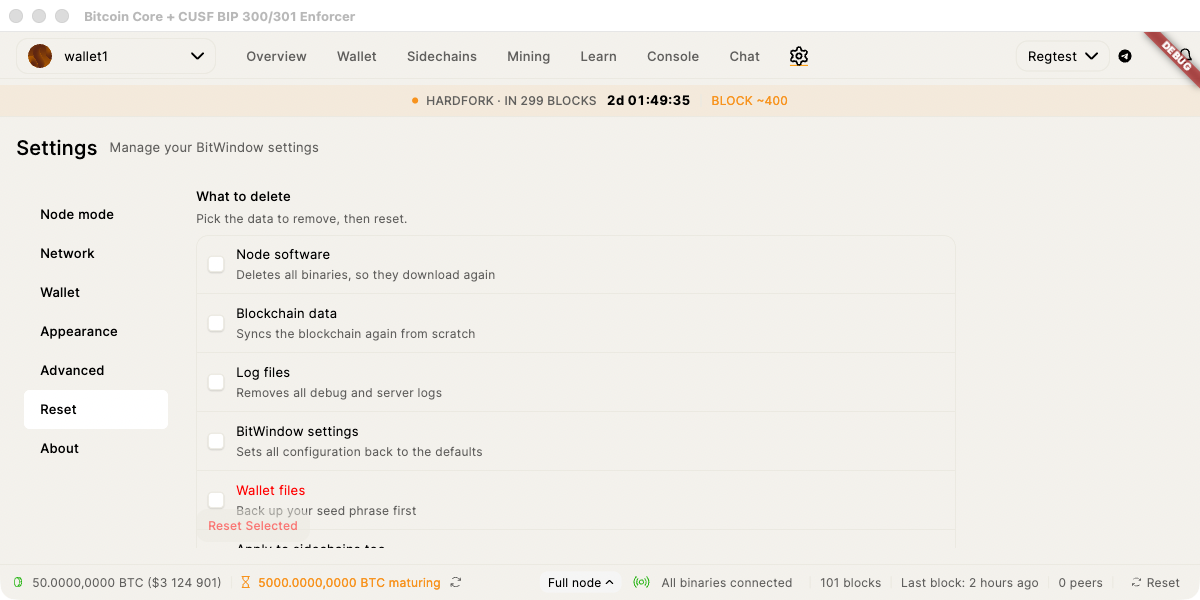 Bitcoin Core + CUSF BIP 300/301 Enforcer
wallet1
Overview
Wallet
Sidechains
Mining
Learn
Console
Chat
Regtest
DEBUG
HARDFORK · IN 299 BLOCKS 2d 01:49:35 BLOCK ~400
Settings Manage your BitWindow settings
Node mode
Network
Wallet
Appearance
Advanced
Reset
About
What to delete
Pick the data to remove, then reset.
Node software
Deletes all binaries, so they download again
Blockchain data
Syncs the blockchain again from scratch
Log files
Removes all debug and server logs
BitWindow settings
Sets all configuration back to the defaults
Wallet files
Back up your seed phrase first
Reset Selected
Apply to sidechains too
50.0000,0000 BTC ($3 124 901)
5000.0000,0000 BTC maturing
Full node
All binaries connected
101 blocks
Last block: 2 hours ago
0 peers
Reset